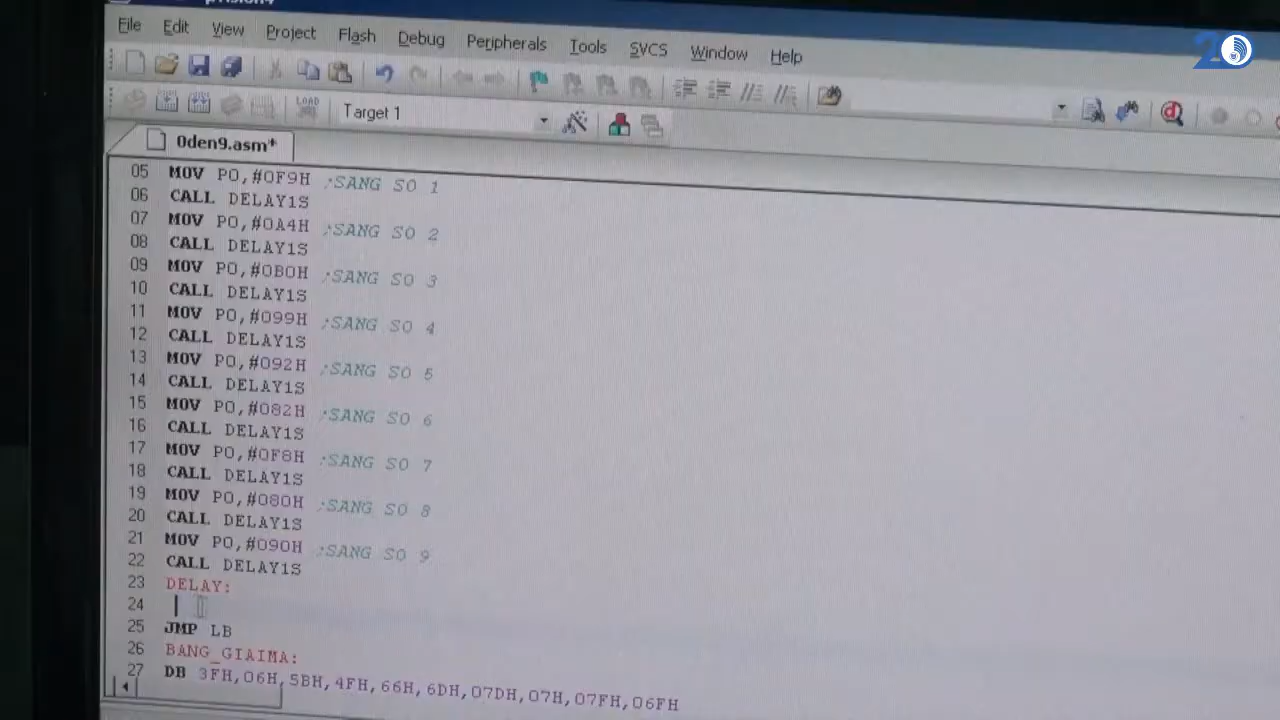 File Edit View Project Flash Debug Peripherals Tools SVCS Window Help
20
LOAD Target 1
0den9.asm*
05 MOV P0,#0F9H ;SANG SO 1
06 CALL DELAY1S
07 MOV P0,#0A4H ;SANG SO 2
08 CALL DELAY1S
09 MOV P0,#0B0H ;SANG SO 3
10 CALL DELAY1S
11 MOV P0,#099H ;SANG SO 4
12 CALL DELAY1S
13 MOV P0,#092H ;SANG SO 5
14 CALL DELAY1S
15 MOV P0,#082H ;SANG SO 6
16 CALL DELAY1S
17 MOV P0,#0F8H ;SANG SO 7
18 CALL DELAY1S
19 MOV P0,#080H ;SANG SO 8
20 CALL DELAY1S
21 MOV P0,#090H ;SANG SO 9
22 CALL DELAY1S
23 DELAY:
24
25 JMP LB
26 BANG_GIAIMA:
27 DB 3FH,06H,5BH,4FH,66H,6DH,07DH,07H,07FH,06FH